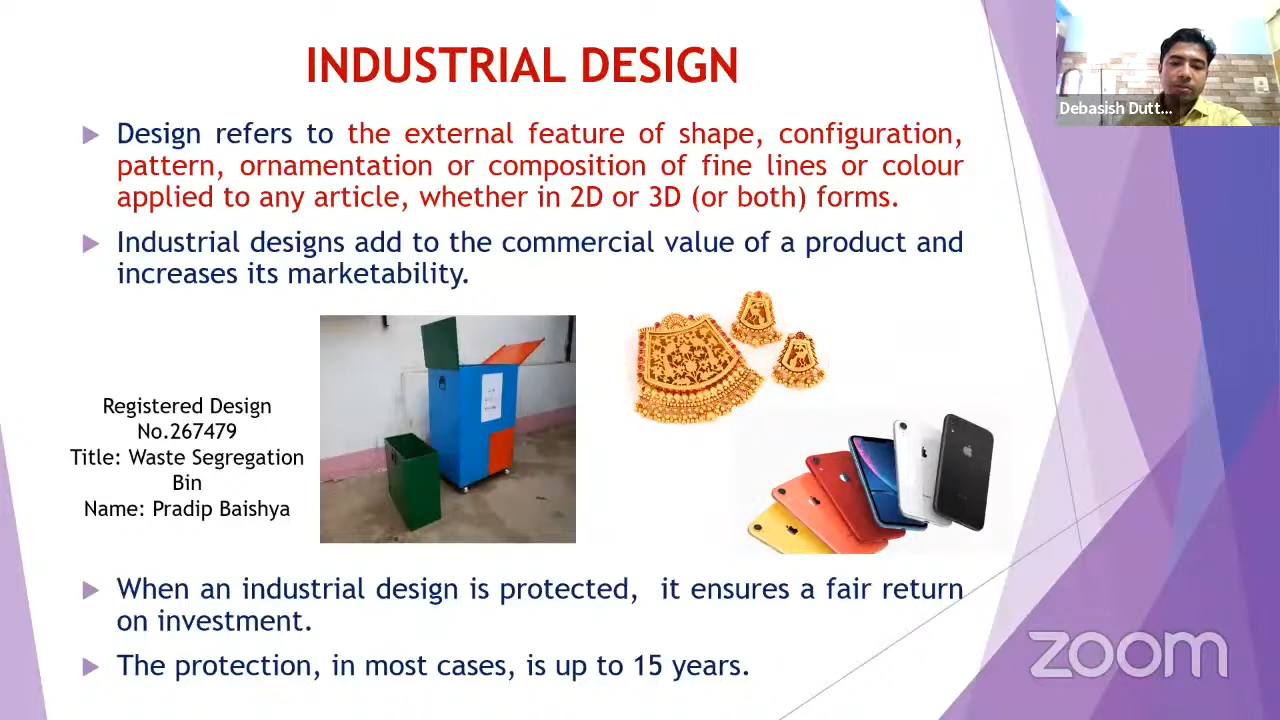 INDUSTRIAL DESIGN
Debasish Dutt...
Design refers to the external feature of shape, configuration,
pattern, ornamentation or composition of fine lines or colour
applied to any article, whether in 2D or 3D (or both) forms.
Industrial designs add to the commercial value of a product and
increases its marketability.
Registered Design
No.267479
Title: Waste Segregation
Bin
Name: Pradip Baishya
When an industrial design is protected, it ensures a fair return
on investment.
The protection, in most cases, is up to 15 years.
zoom